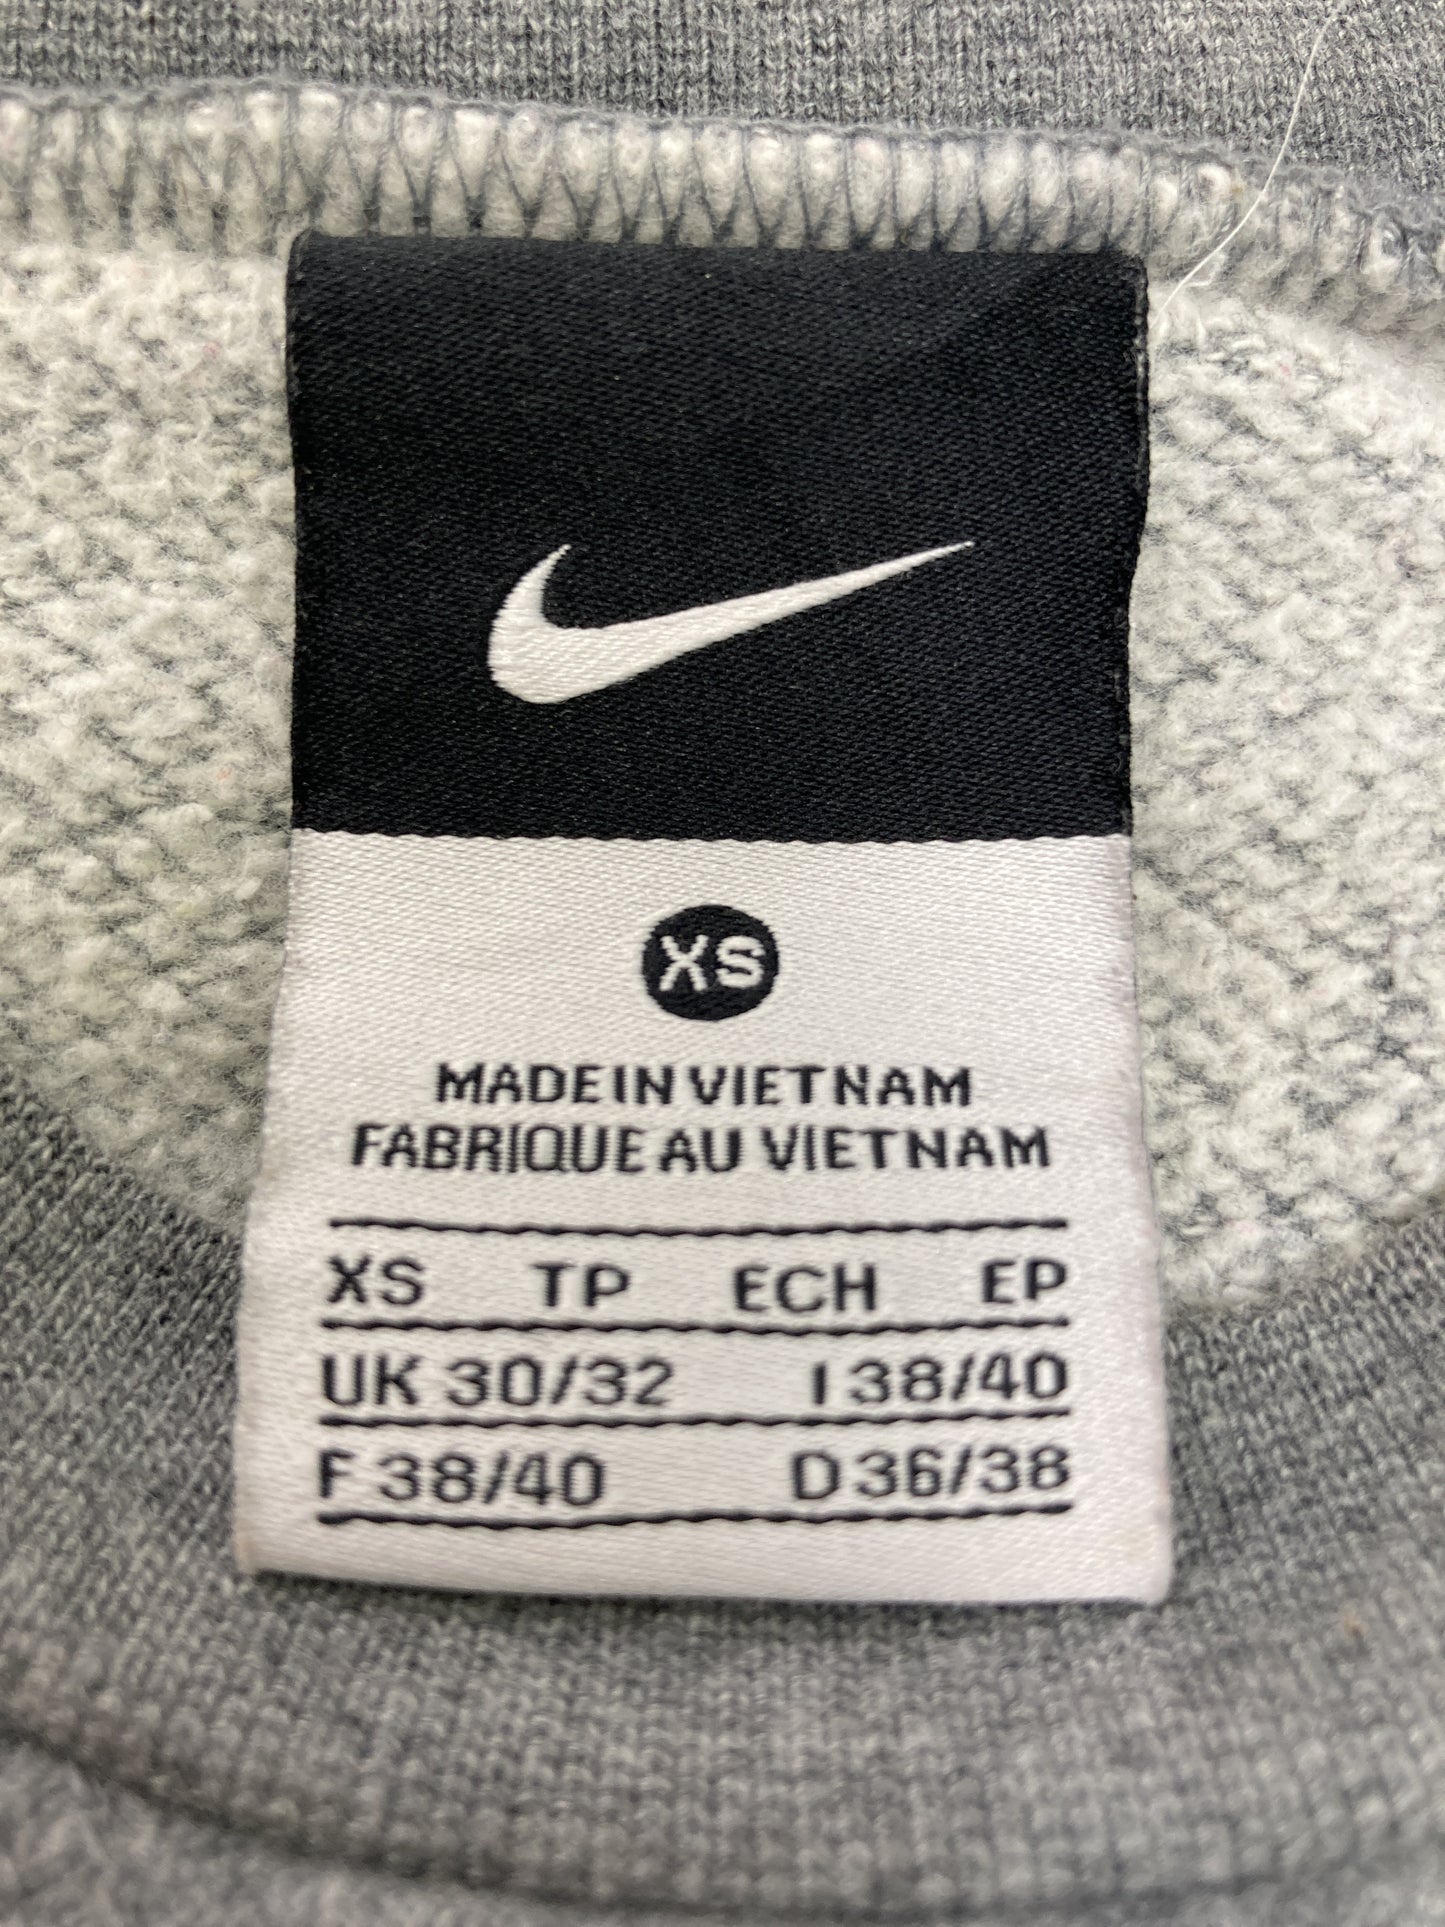 XS
MADE IN VIETNAM
FABRIQUE AU VIETNAM
XS TP ECH EP
UK 30/32 I 38/40
F 38/40 D 36/38